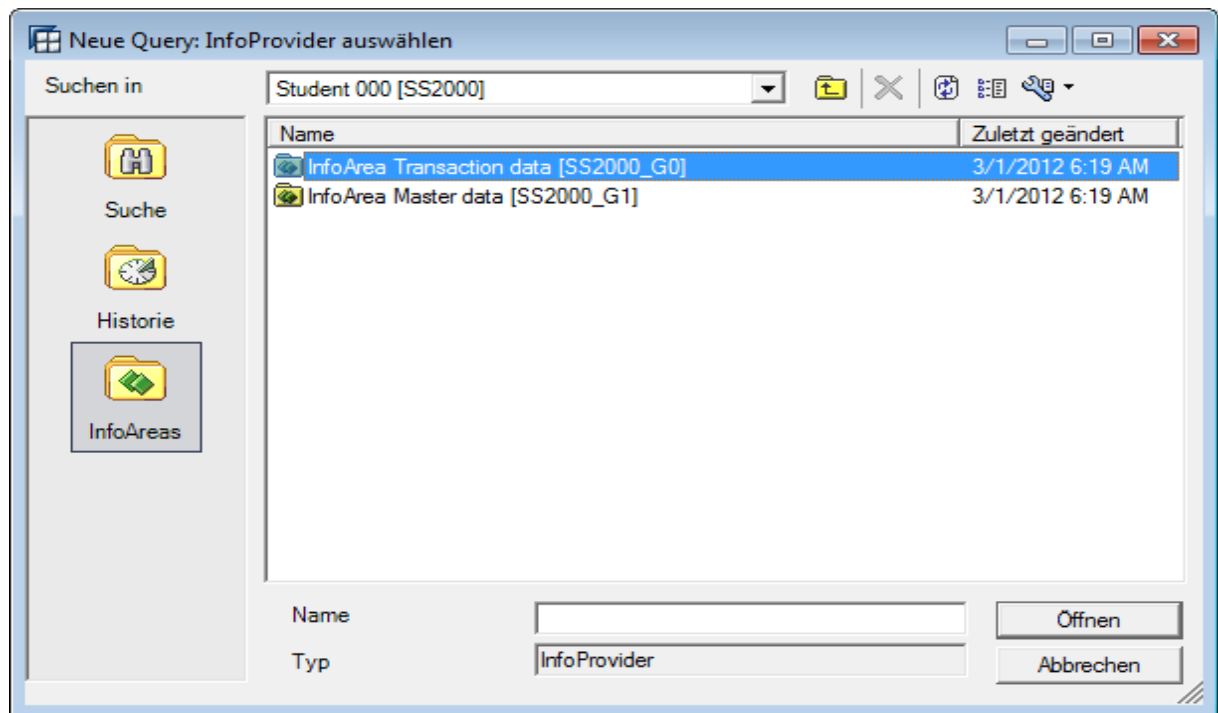 Neue Query: InfoProvider auswählen
Suchen in
Student 000 [SS2000]
Name Zuletzt geändert
InfoArea Transaction data [SS2000_G0] 3/1/2012 6:19 AM
InfoArea Master data [SS2000_G1] 3/1/2012 6:19 AM
Suche
Historie
InfoAreas
Name
Öffnen
Typ InfoProvider
Abbrechen